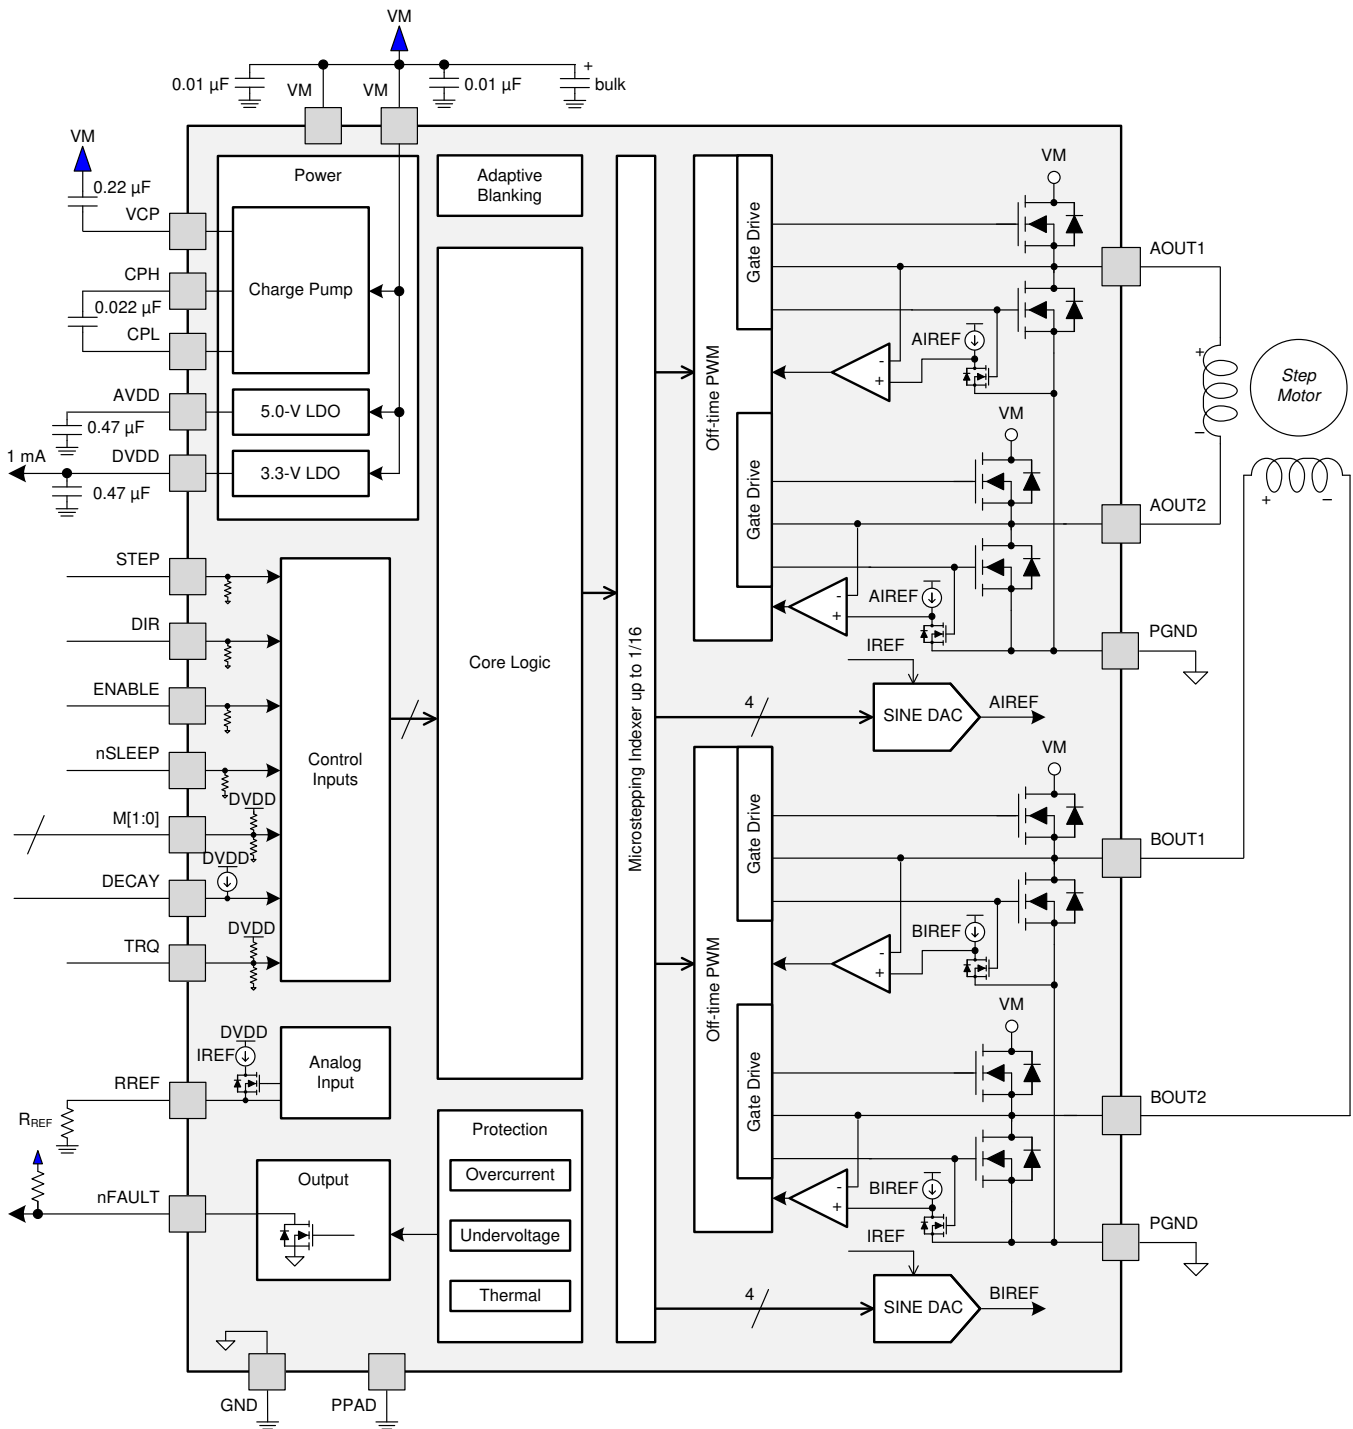 VM
0.01 µF
VM
VM
0.01 µF
+
bulk
VM
0.22 µF
VCP
CPH
0.022 µF
CPL
AVDD
0.47 µF
1 mA
DVDD
0.47 µF
Power
Charge Pump
5.0-V LDO
3.3-V LDO
Adaptive
Blanking
Core Logic
STEP
DIR
ENABLE
nSLEEP
DVDD
M[1:0]
DVDD
DECAY
DVDD
TRQ
Control
Inputs
DVDD
IREF
RREF
RREF
Analog
Input
nFAULT
Output
Protection
Overcurrent
Undervoltage
Thermal
GND
PPAD
Microstepping Indexer up to 1/16
Off-time PWM
Gate Drive
Gate Drive
VM
AOUT1
AIREF
-
+
VM
AOUT2
AIREF
-
+
PGND
IREF
4
SINE DAC
AIREF
+
–
Step
Motor
+
–
Off-time PWM
Gate Drive
Gate Drive
VM
BOUT1
BIREF
-
+
VM
BOUT2
BIREF
-
+
PGND
IREF
4
SINE DAC
BIREF